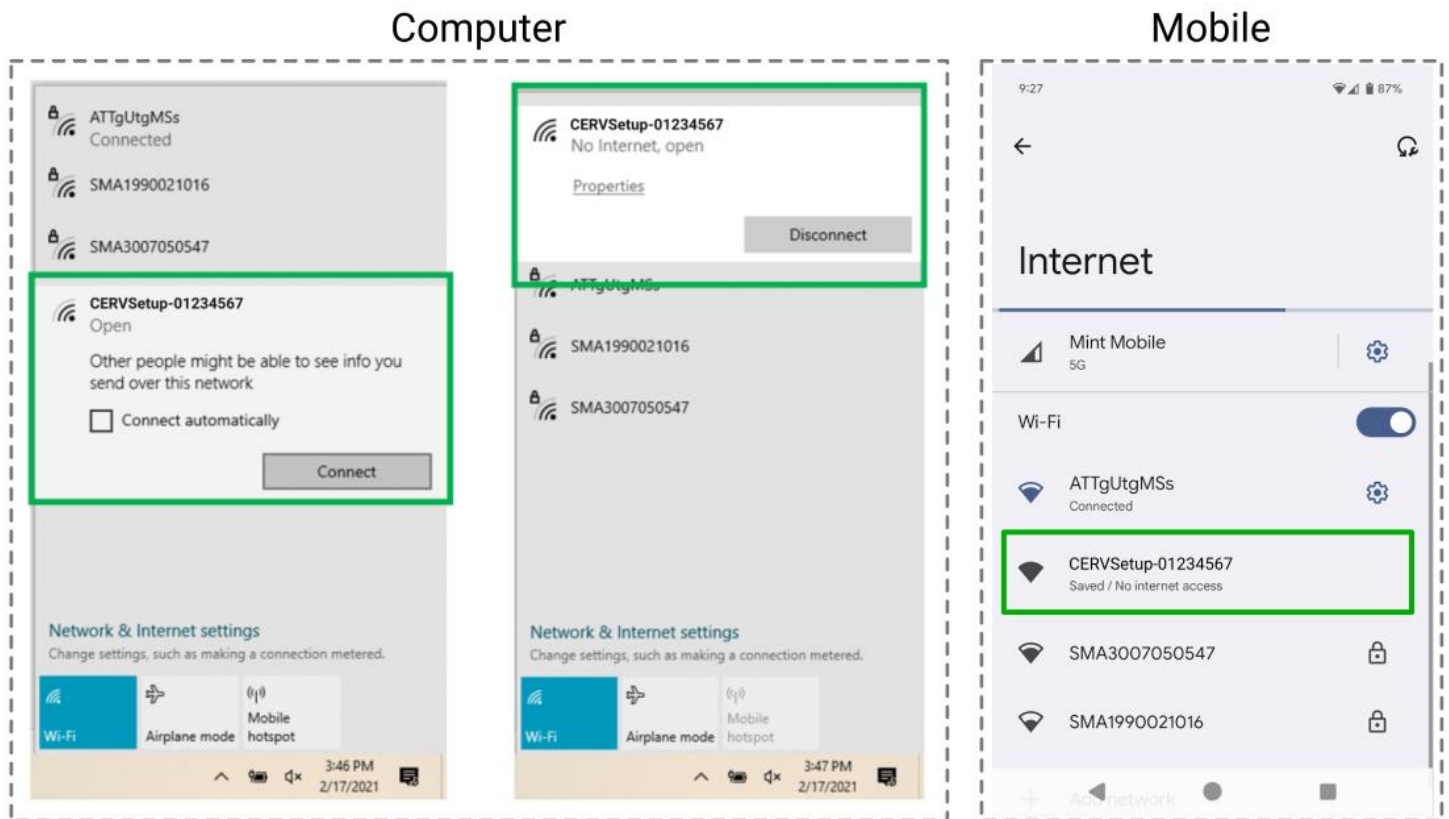 Computer
ATTgUtgMSs
Connected
SMA1990021016
SMA3007050547
CERVSetup-01234567
Open
Other people might be able to see info you
send over this network
Connect automatically
Connect
Network & Internet settings
Change settings, such as making a connection metered.
Wi-Fi
Airplane mode
Mobile
hotspot
3:46 PM
2/17/2021
CERVSetup-01234567
No Internet, open
Properties
Disconnect
ATTgUtgMSs
SMA1990021016
SMA3007050547
Network & Internet settings
Change settings, such as making a connection metered.
Wi-Fi
Airplane mode
Mobile
hotspot
3:47 PM
2/17/2021
Mobile
9:27
87%
Internet
Mint Mobile
5G
Wi-Fi
ATTgUtgMSs
Connected
CERVSetup-01234567
Saved / No internet access
SMA3007050547
SMA1990021016
Add network